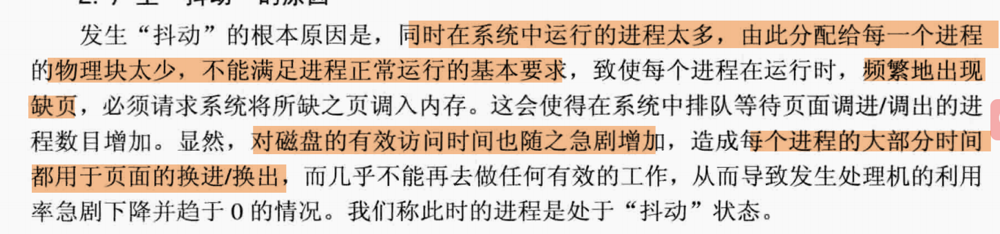 2. 产生“抖动”的原因
发生“抖动”的根本原因是，同时在系统中运行的进程太多，由此分配给每一个进程
的物理块太少，不能满足进程正常运行的基本要求，致使每个进程在运行时，频繁地出现
缺页，必须请求系统将所缺之页调入内存。这会使得在系统中排队等待页面调进/调出的进
程数目增加。显然，对磁盘的有效访问时间也随之急剧增加，造成每个进程的大部分时间
都用于页面的换进/换出，而几乎不能再去做任何有效的工作，从而导致发生处理机的利用
率急剧下降并趋于 0 的情况。我们称此时的进程是处于“抖动”状态。